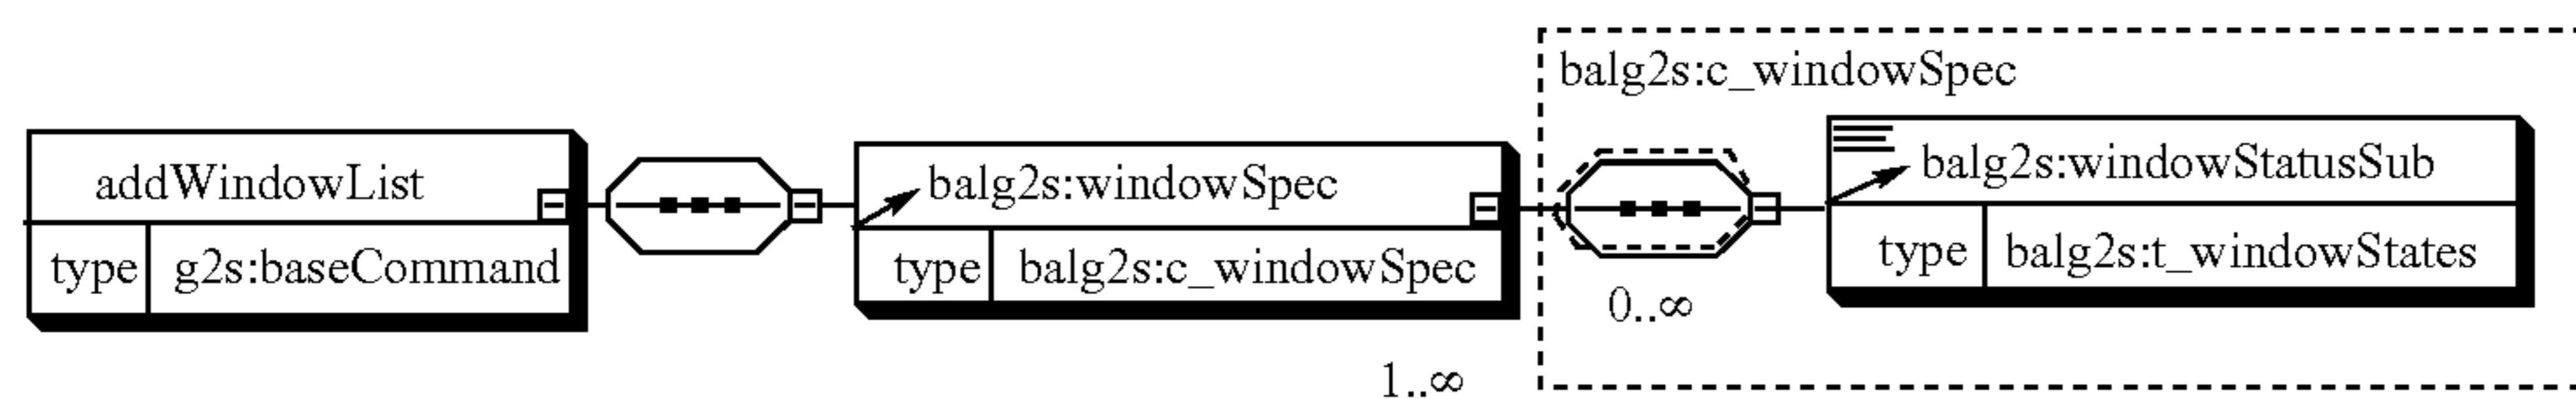 addWindowList
type g2s:baseCommand
balg2s:windowSpec
type balg2s:c_windowSpec
1..∞
balg2s:c_windowSpec
0..∞
balg2s:windowStatusSub
type balg2s:t_windowStates